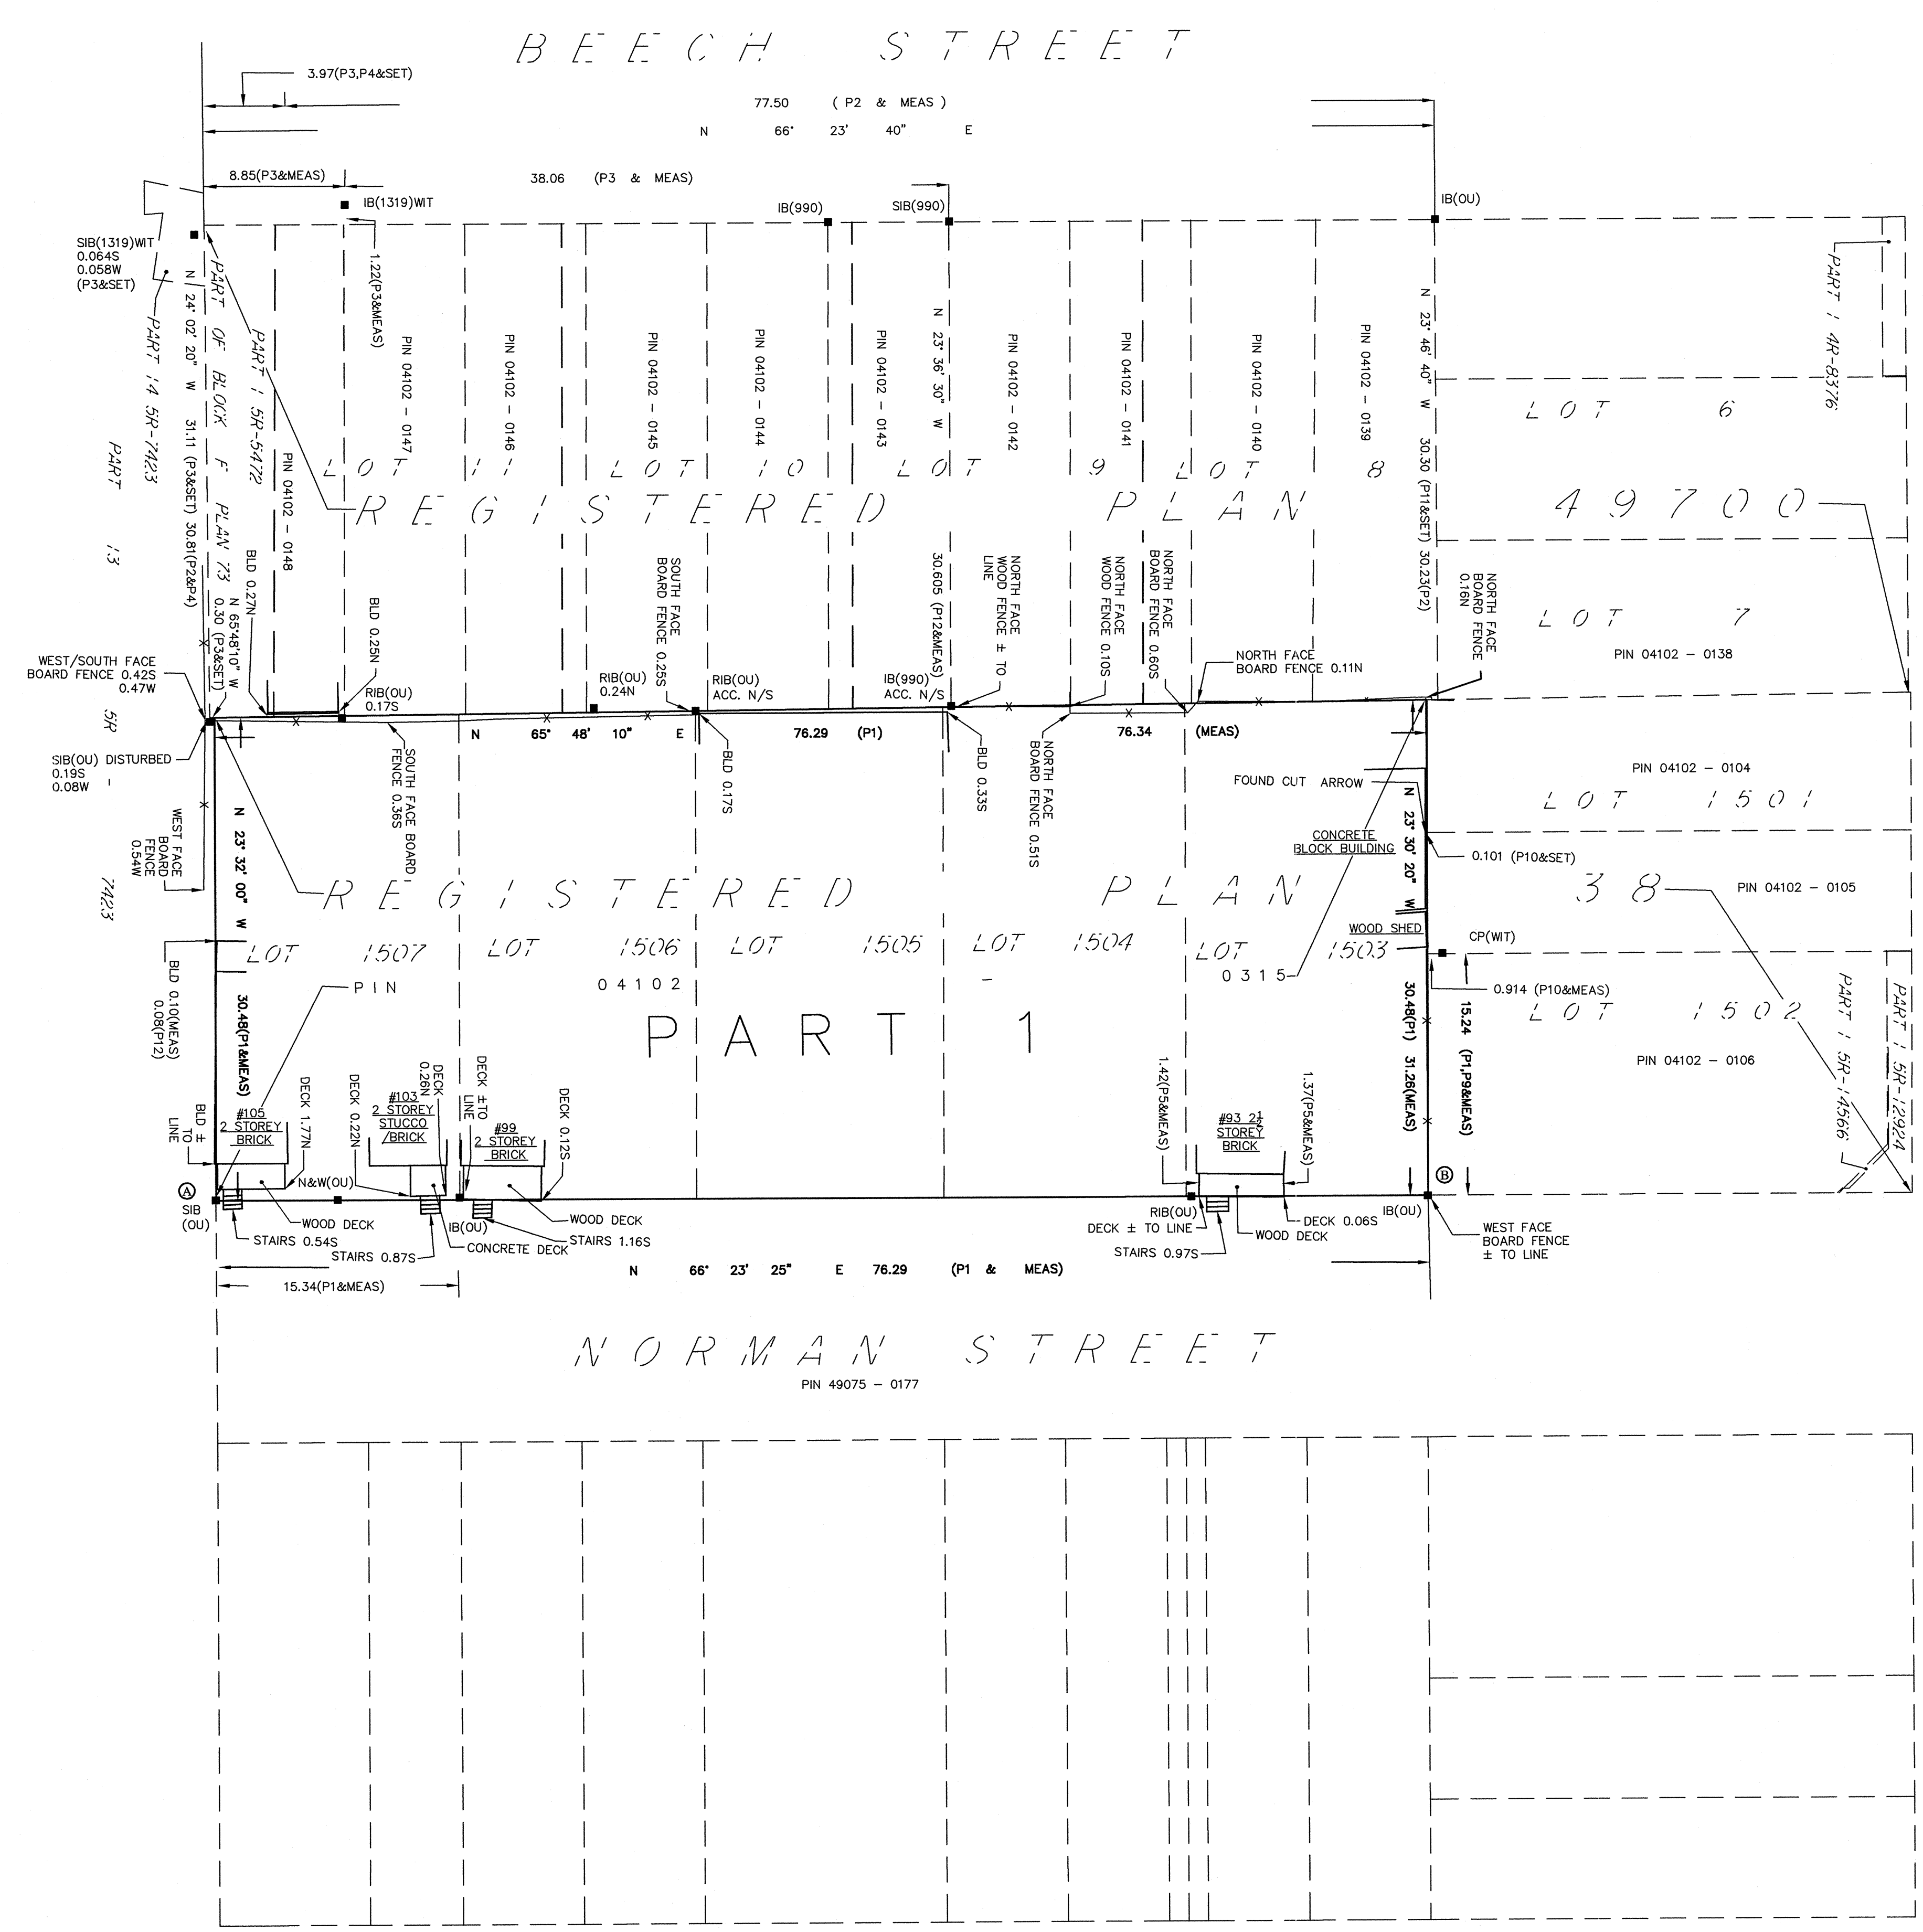 BEECH STREET
3.97(P3,P4&SET)
77.50 ( P2 & MEAS )
N 66° 23' 40" E
8.85(P3&MEAS)
38.06 (P3 & MEAS)
IB(1319)WIT
IB(990)
SIB(990)
IB(OU)
SIB(1319)WIT
0.064S
0.058W
(P3&SET)
1.22(P3&MEAS)
N 24° 02' 20" W 31.11 (P3&SET) 30.81(P2&P4)
PART OF BLOCK F PLAN 73
PART 1 5R-5472
PART 14 5R-7423
PART 13 5R - 7423
PIN 04102 - 0148
PIN 04102 - 0147
PIN 04102 - 0146
PIN 04102 - 0145
PIN 04102 - 0144
PIN 04102 - 0143
N 23° 36' 30" W 30.605 (P12&MEAS)
PIN 04102 - 0142
PIN 04102 - 0141
PIN 04102 - 0140
PIN 04102 - 0139
N 23° 46' 40" W 30.30 (P11&SET) 30.23(P2)
PART 1 4R-8376
LOT 6
LOT 11
LOT 10
LOT 9
LOT 8
REGISTERED PLAN 49700
LOT 7
PIN 04102 - 0138
N 65°48'10" W
0.30 (P3&SET)
BLD 0.27N
BLD 0.25N
SOUTH FACE
BOARD FENCE 0.25S
NORTH FACE
WOOD FENCE ± TO
LINE
NORTH FACE
WOOD FENCE 0.10S
NORTH FACE
BOARD FENCE 0.60S
NORTH FACE
BOARD FENCE 0.11N
NORTH FACE
BOARD FENCE
0.16N
WEST/SOUTH FACE
BOARD FENCE 0.42S
0.47W
RIB(OU)
0.17S
RIB(OU)
0.24N
RIB(OU)
ACC. N/S
IB(990)
ACC. N/S
N 65° 48' 10" E 76.29 (P1) 76.34 (MEAS)
SIB(OU) DISTURBED
0.19S
0.08W
SOUTH FACE BOARD
FENCE 0.36S
BLD 0.17S
BLD 0.33S
NORTH FACE
BOARD FENCE 0.51S
FOUND CUT ARROW
CONCRETE
BLOCK BUILDING
PIN 04102 - 0104
LOT 1501
0.101 (P10&SET)
WEST FACE
BOARD
FENCE
0.54W
N 23° 32' 00" W 30.48(P1&MEAS)
N 23° 30' 20" W 30.48(P1) 31.26(MEAS)
REGISTERED PLAN 38
PIN 04102 - 0105
WOOD SHED
CP(WIT)
LOT 1507
LOT 1506
LOT 1505
LOT 1504
LOT 1503
PIN 04102 - 0315
0.914 (P10&MEAS)
LOT 1502
PART 1
BLD 0.10(MEAS)
0.08(P12)
15.24 (P1,P9&MEAS)
PIN 04102 - 0106
PART 1 5R-14566
PART 1 5R-12924
BLD ±
TO
LINE
#105
2 STOREY
BRICK
DECK 1.77N
DECK 0.22N
#103
2 STOREY
STUCCO
/BRICK
DECK
0.26N
DECK ±TO
LINE
#99
2 STOREY
BRICK
DECK 0.12S
1.42(P5&MEAS)
#93 2½
STOREY
BRICK
1.37(P5&MEAS)
A
SIB
(OU)
N&W(OU)
B
WOOD DECK
STAIRS 0.54S
STAIRS 0.87S
IB(OU)
CONCRETE DECK
WOOD DECK
STAIRS 1.16S
RIB(OU)
DECK ± TO LINE
STAIRS 0.97S
WOOD DECK
DECK 0.06S
IB(OU)
WEST FACE
BOARD FENCE
± TO LINE
N 66° 23' 25" E 76.29 (P1 & MEAS)
15.34(P1&MEAS)
NORMAN STREET
PIN 49075 - 0177